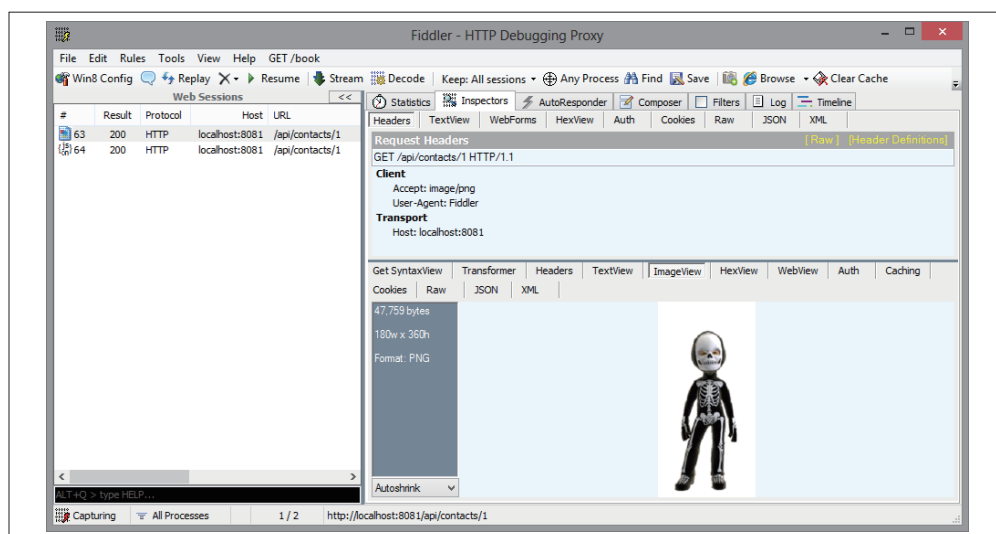 Fiddler - HTTP Debugging Proxy
File Edit Rules Tools View Help GET /book
Win8 Config Replay Resume Stream Decode Keep: All sessions Any Process Find Save Browse Clear Cache
Web Sessions <<
# Result Protocol Host URL
63 200 HTTP localhost:8081 /api/contacts/1
64 200 HTTP localhost:8081 /api/contacts/1
ALT+Q > type HELP...
Statistics Inspectors AutoResponder Composer Filters Log Timeline
Headers TextView WebForms HexView Auth Cookies Raw JSON XML
Request Headers [ Raw ] [Header Definitions]
GET /api/contacts/1 HTTP/1.1
Client
Accept: image/png
User-Agent: Fiddler
Transport
Host: localhost:8081
Get SyntaxView Transformer Headers TextView ImageView HexView WebView Auth Caching
Cookies Raw JSON XML
47,759 bytes
180w x 360h
Format: PNG
Autoshrink
Capturing All Processes 1 / 2 http://localhost:8081/api/contacts/1